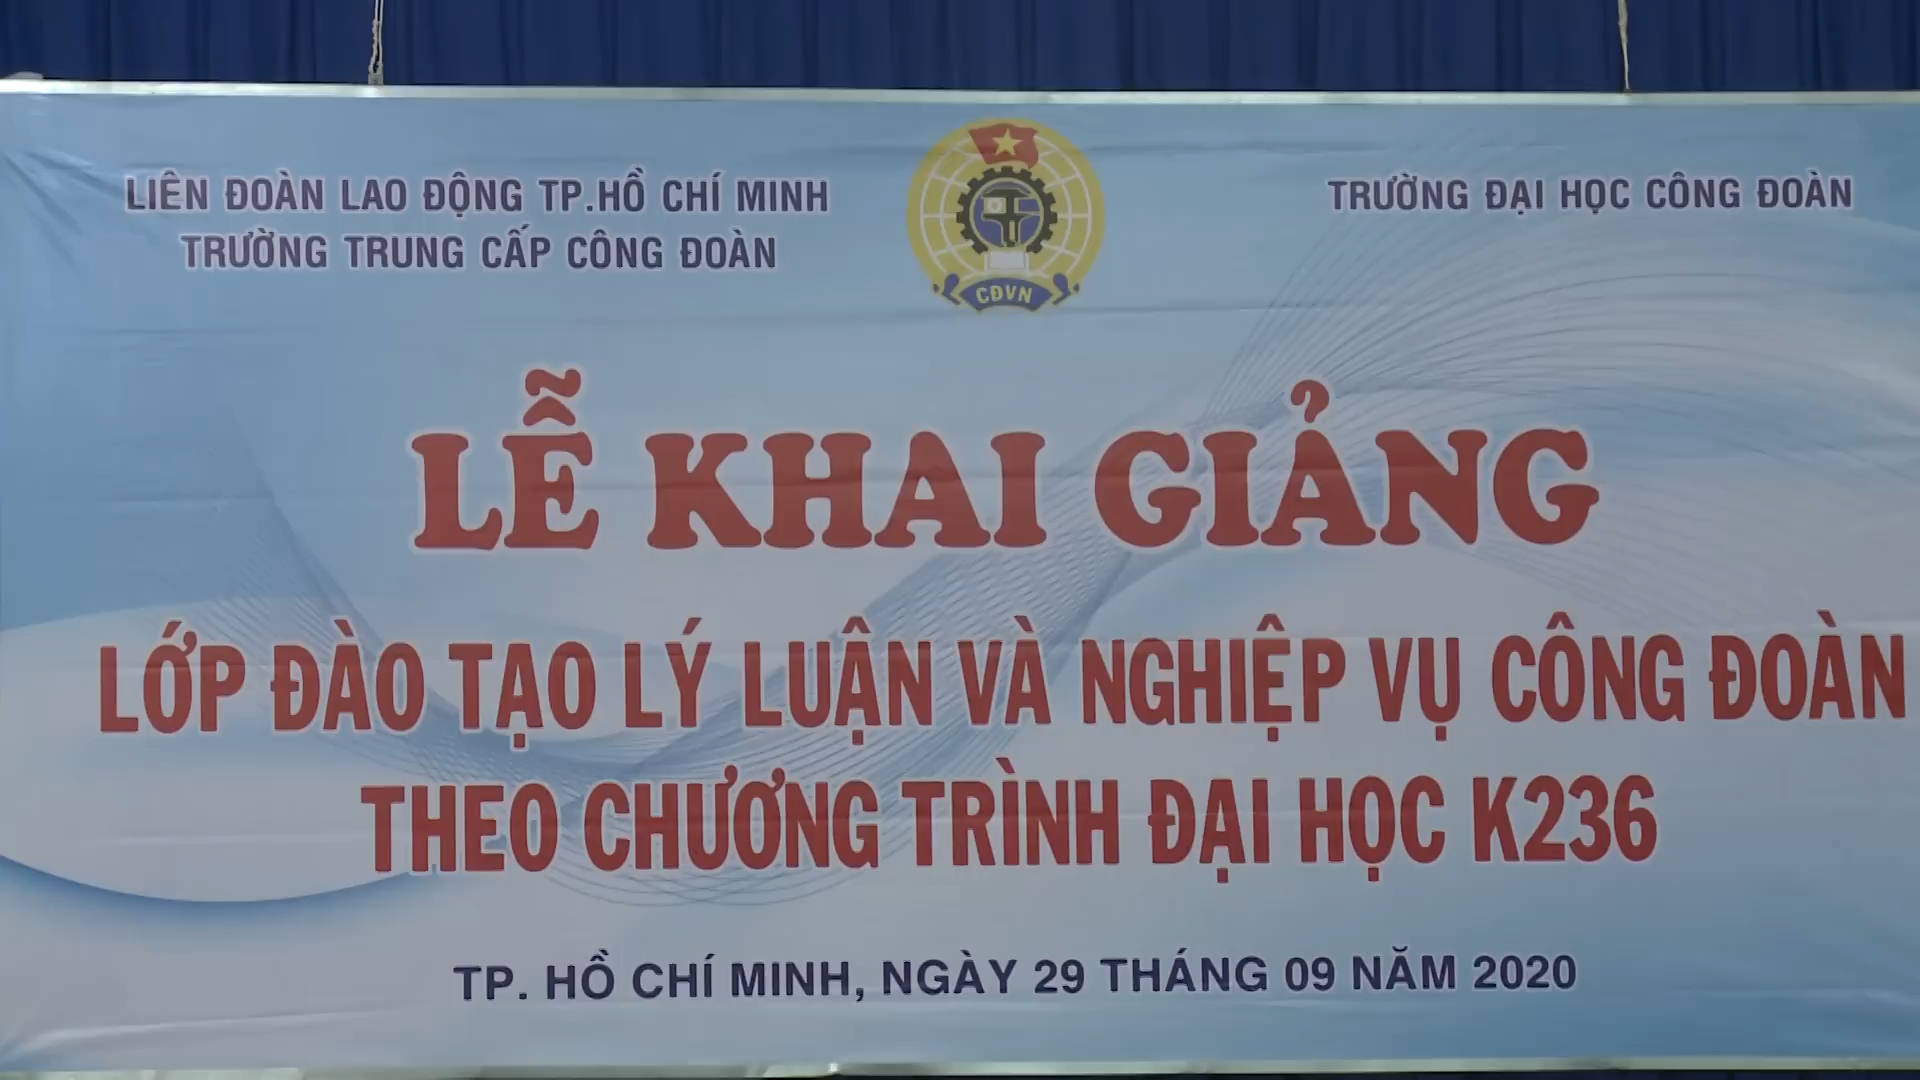 LIÊN ĐOÀN LAO ĐỘNG TP.HỒ CHÍ MINH
TRƯỜNG TRUNG CẤP CÔNG ĐOÀN
TRƯỜNG ĐẠI HỌC CÔNG ĐOÀN
CĐVN
LỄ KHAI GIẢNG
LỚP ĐÀO TẠO LÝ LUẬN VÀ NGHIỆP VỤ CÔNG ĐOÀN
THEO CHƯƠNG TRÌNH ĐẠI HỌC K236
TP. HỒ CHÍ MINH, NGÀY 29 THÁNG 09 NĂM 2020